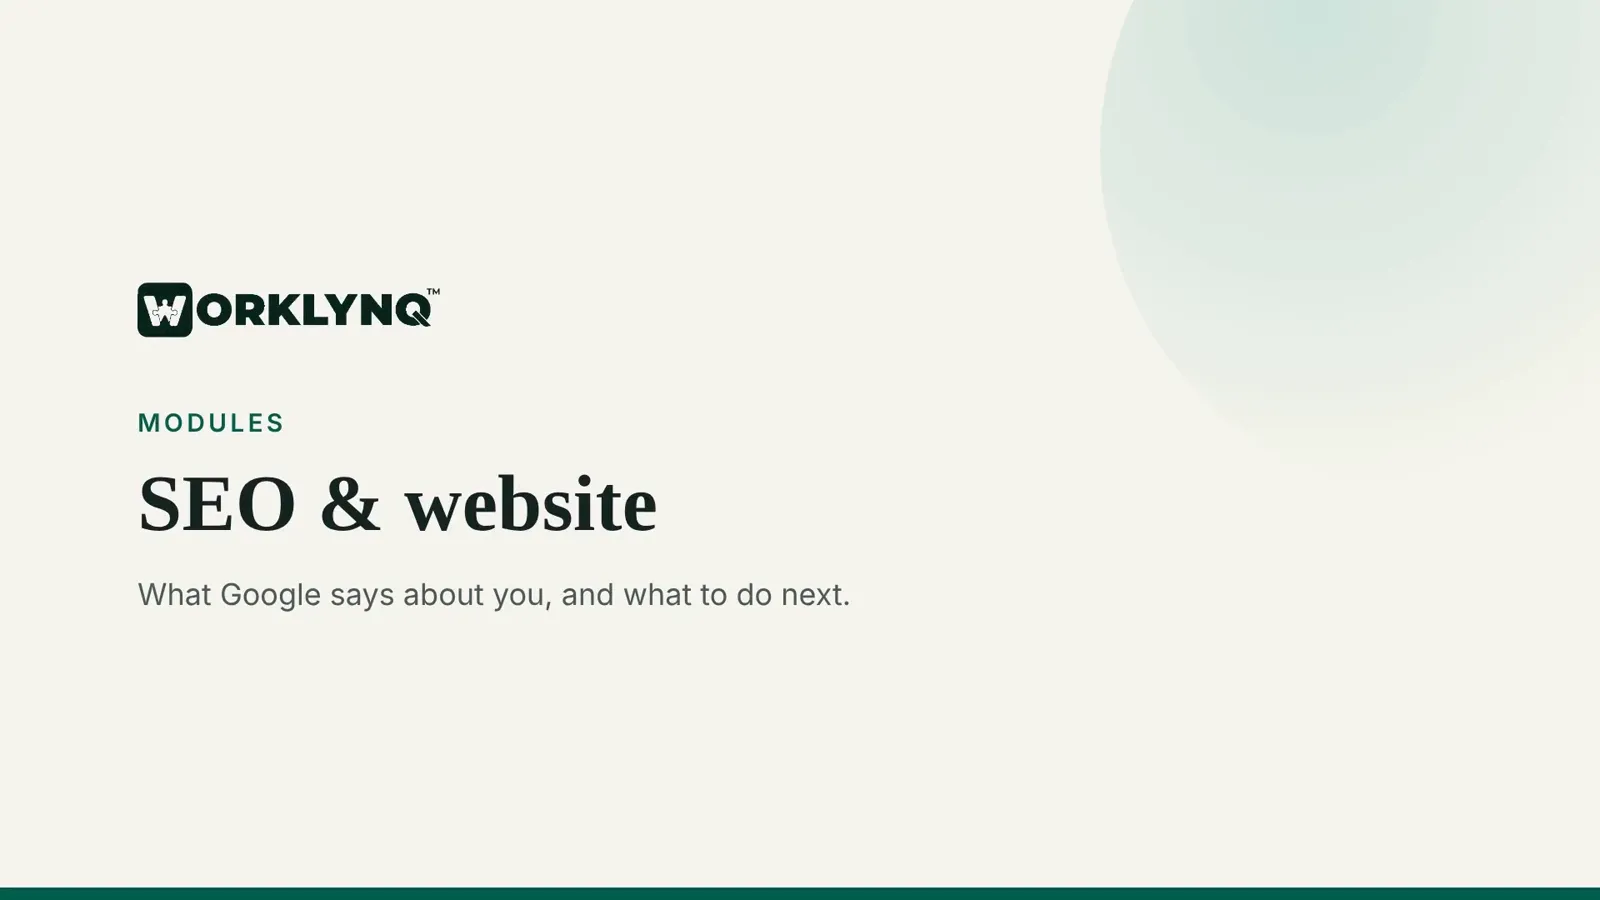 WORKLYNQ™
MODULES
SEO & website
What Google says about you, and what to do next.